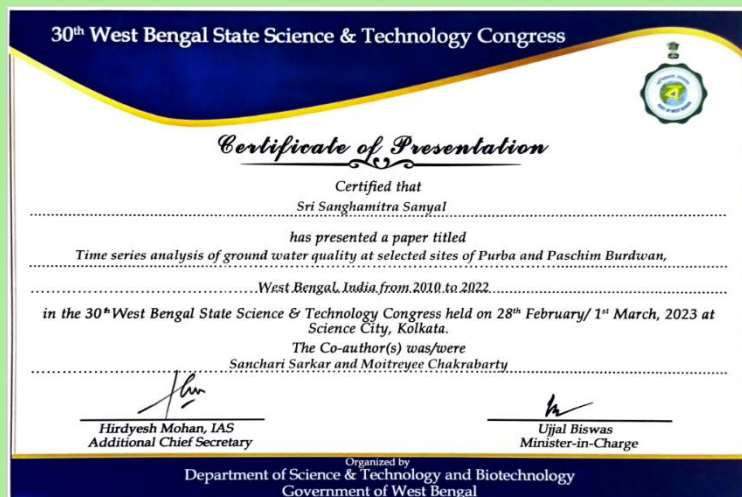 30th West Bengal State Science & Technology Congress
Certificate of Presentation
Certified that
Sri Sanghamitra Sanyal
has presented a paper titled
Time series analysis of ground water quality at selected sites of Purba and Paschim Burdwan,
West Bengal, India from 2010 to 2022
in the 30th West Bengal State Science & Technology Congress held on 28th February/ 1st March, 2023 at
Science City, Kolkata.
The Co-author(s) was/were
Sanchari Sarkar and Moitreyee Chakrabarty
Hirdyesh Mohan, IAS
Additional Chief Secretary
Ujjal Biswas
Minister-in-Charge
Organized by
Department of Science & Technology and Biotechnology
Government of West Bengal